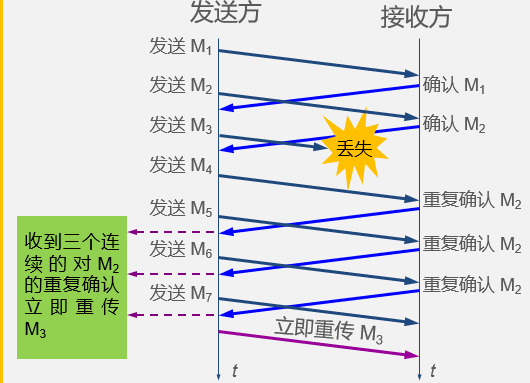 发送方
接收方
发送 M1
确认 M1
发送 M2
确认 M2
发送 M3
丢失
发送 M4
重复确认 M2
发送 M5
收到三个连
续的对 M2
的重复确认
立即重传
M3
重复确认 M2
发送 M6
重复确认 M2
发送 M7
立即重传 M3
t
t